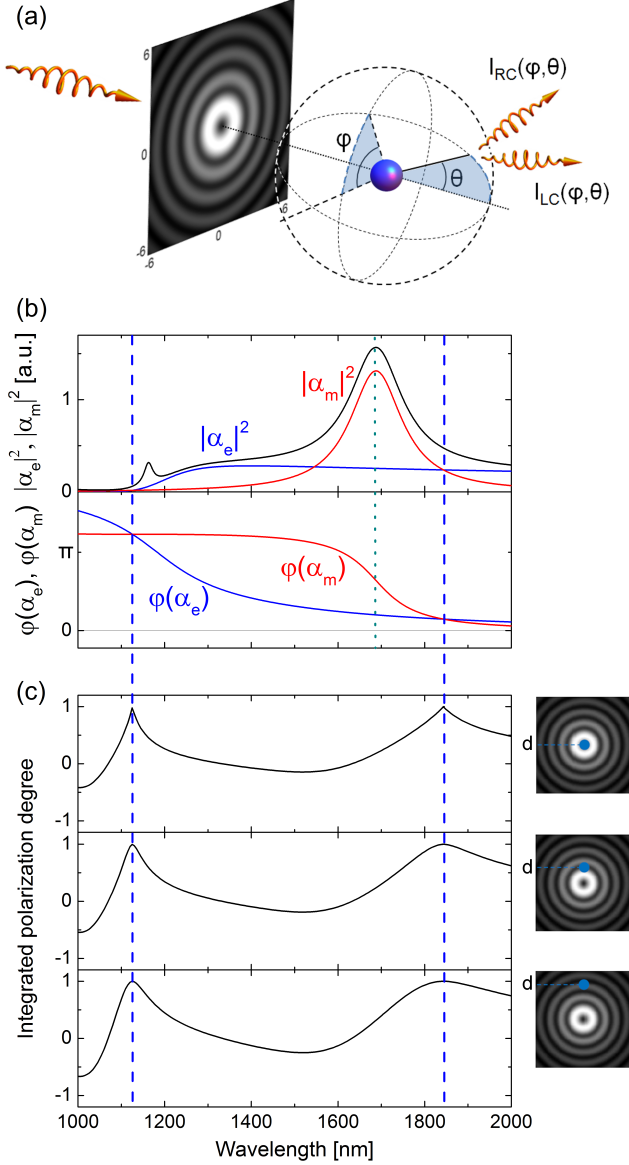 (a)
6
0
-6
-6
0
6
φ
θ
I_RC(φ,θ)
I_LC(φ,θ)
(b)
|α_e|², |α_m|² [a.u.]
1
0
|α_m|²
|α_e|²
φ(α_e), φ(α_m)
π
0
φ(α_m)
φ(α_e)
(c)
Integrated polarization degree
1
0
-1
d
1
0
-1
d
1
0
-1
d
1000 1200 1400 1600 1800 2000
Wavelength [nm]